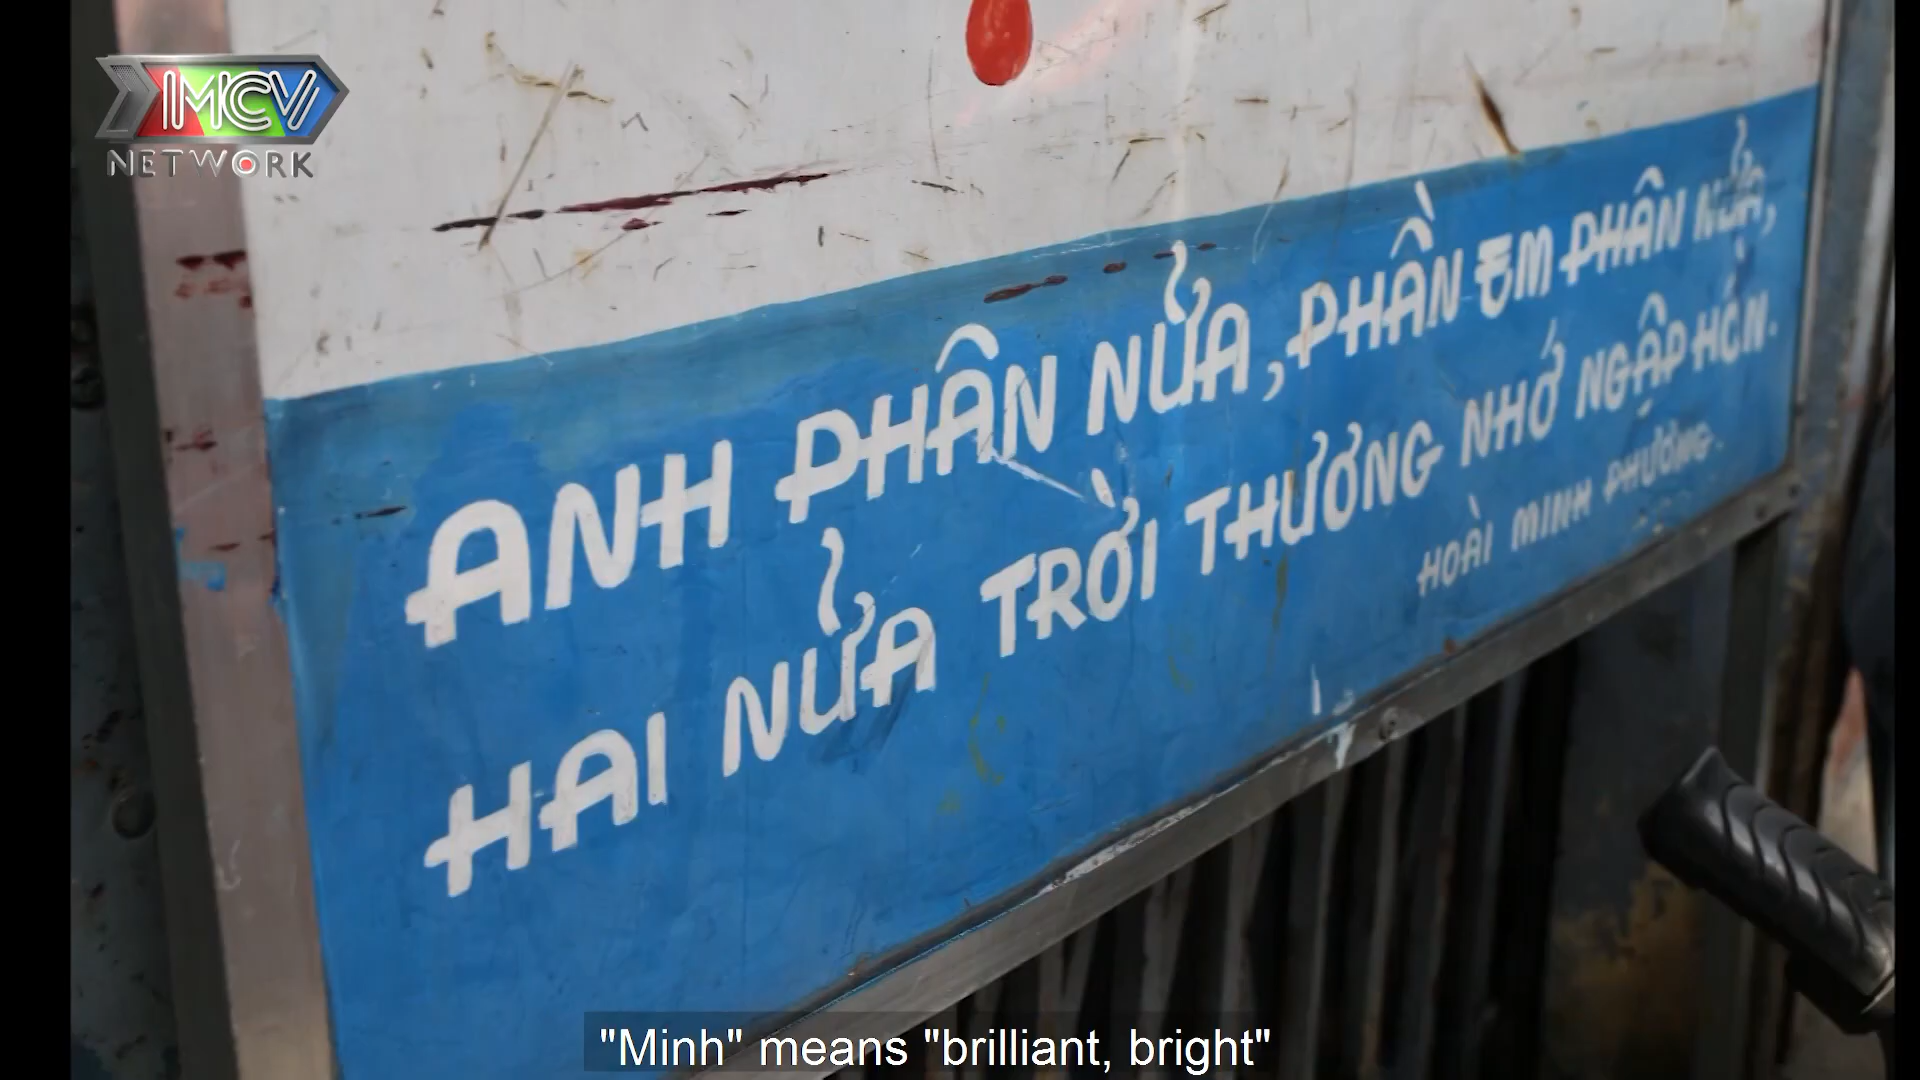 MCV
NETWORK
ANH PHÂN NỬA, PHẦN EM PHÂN NỬA,
HAI NỬA TRỜI THƯƠNG NHỚ NGẬP HỒN.
HOÀI MINH PHƯƠNG.
"Minh" means "brilliant, bright"